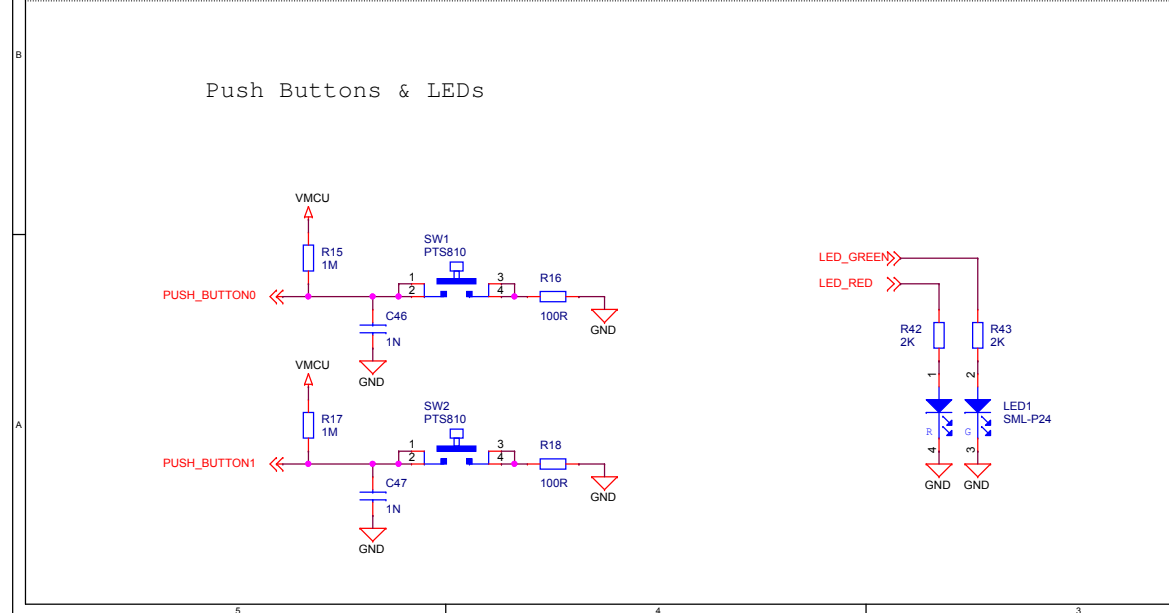 B
Push Buttons & LEDs
VMCU
R15
1M
SW1
PTS810
1
2
3
4
PUSH_BUTTON0
R16
100R
GND
C46
1N
GND
VMCU
R17
1M
SW2
PTS810
1
2
3
4
PUSH_BUTTON1
R18
100R
GND
C47
1N
GND
LED_GREEN
LED_RED
R42
2K
R43
2K
1
2
LED1
SML-P24
R
G
4
3
GND
GND
A
5
4
3